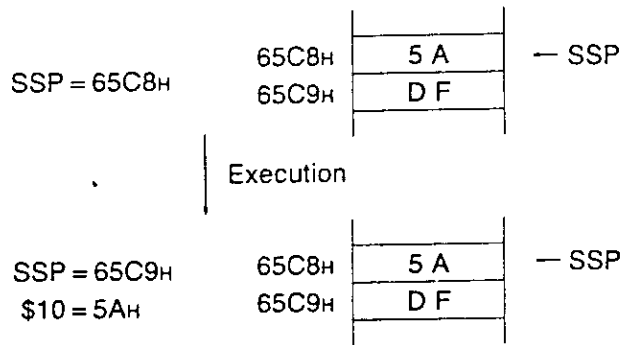 65C8H 5 A ← SSP
SSP = 65C8H
65C9H D F
Execution
65C8H 5 A — SSP
SSP = 65C9H
$10 = 5AH
65C9H D F